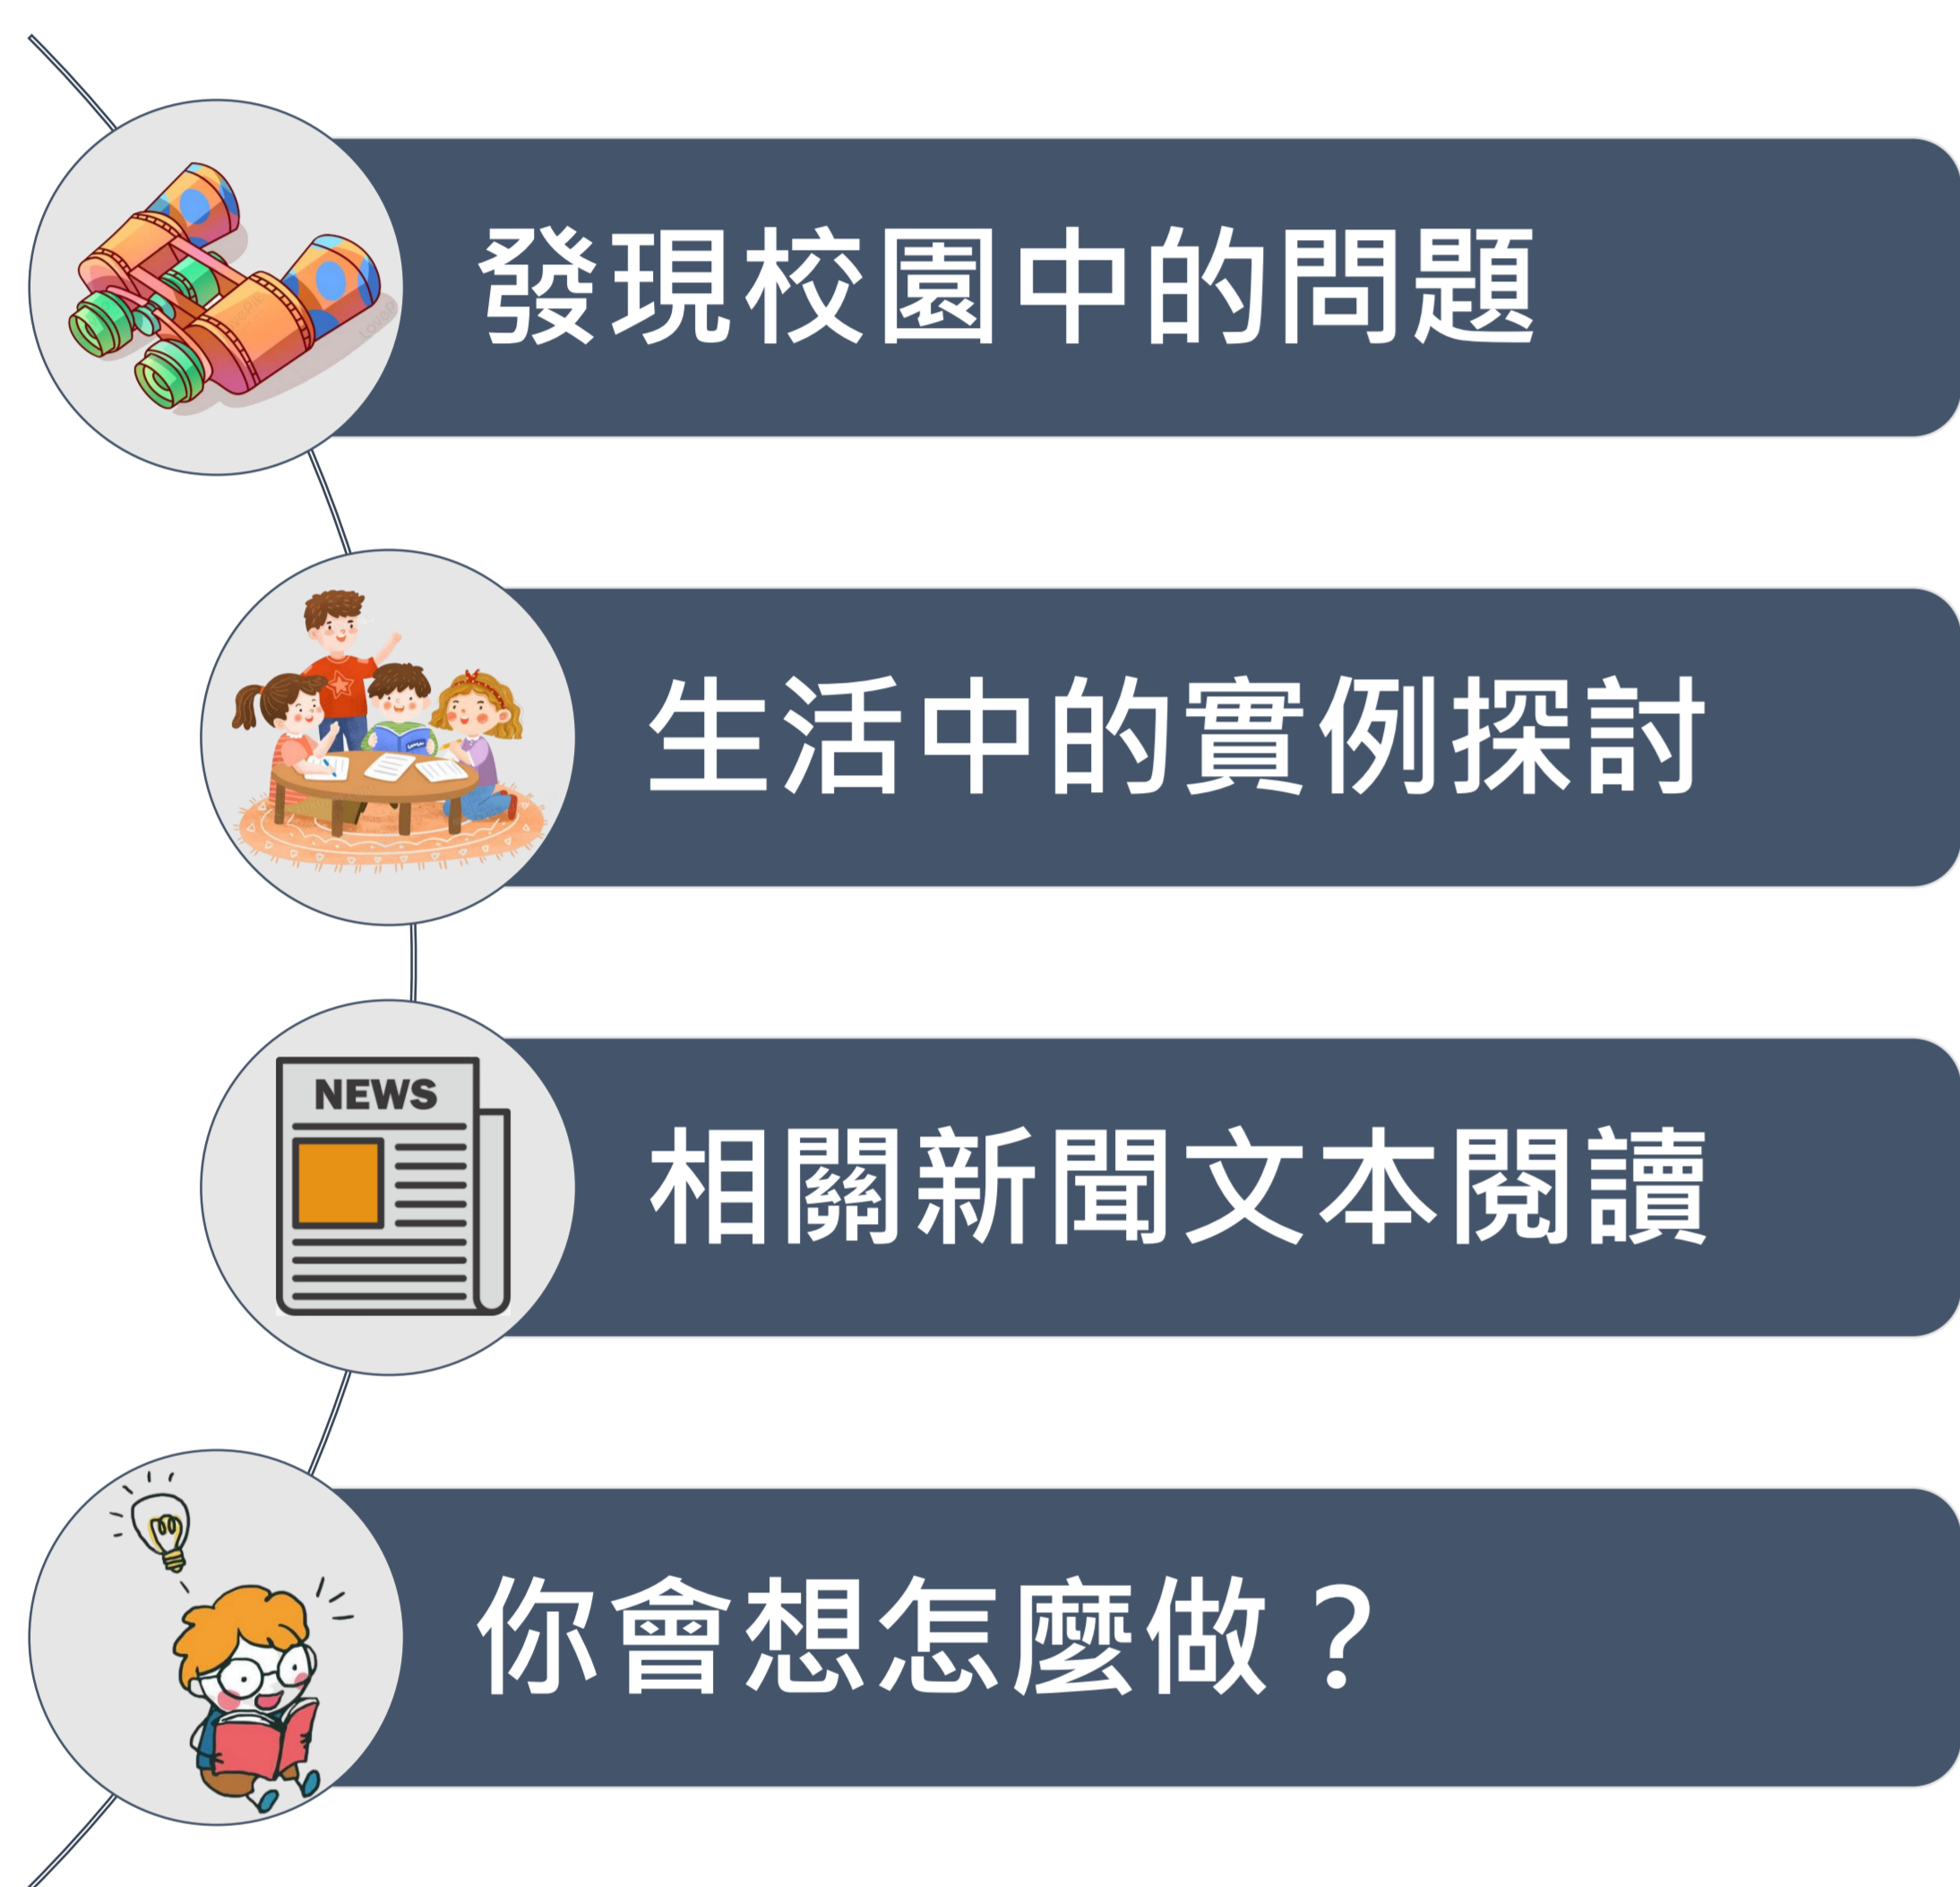 發現校園中的問題
生活中的實例探討
NEWS
相關新聞文本閱讀
你會想怎麼做？